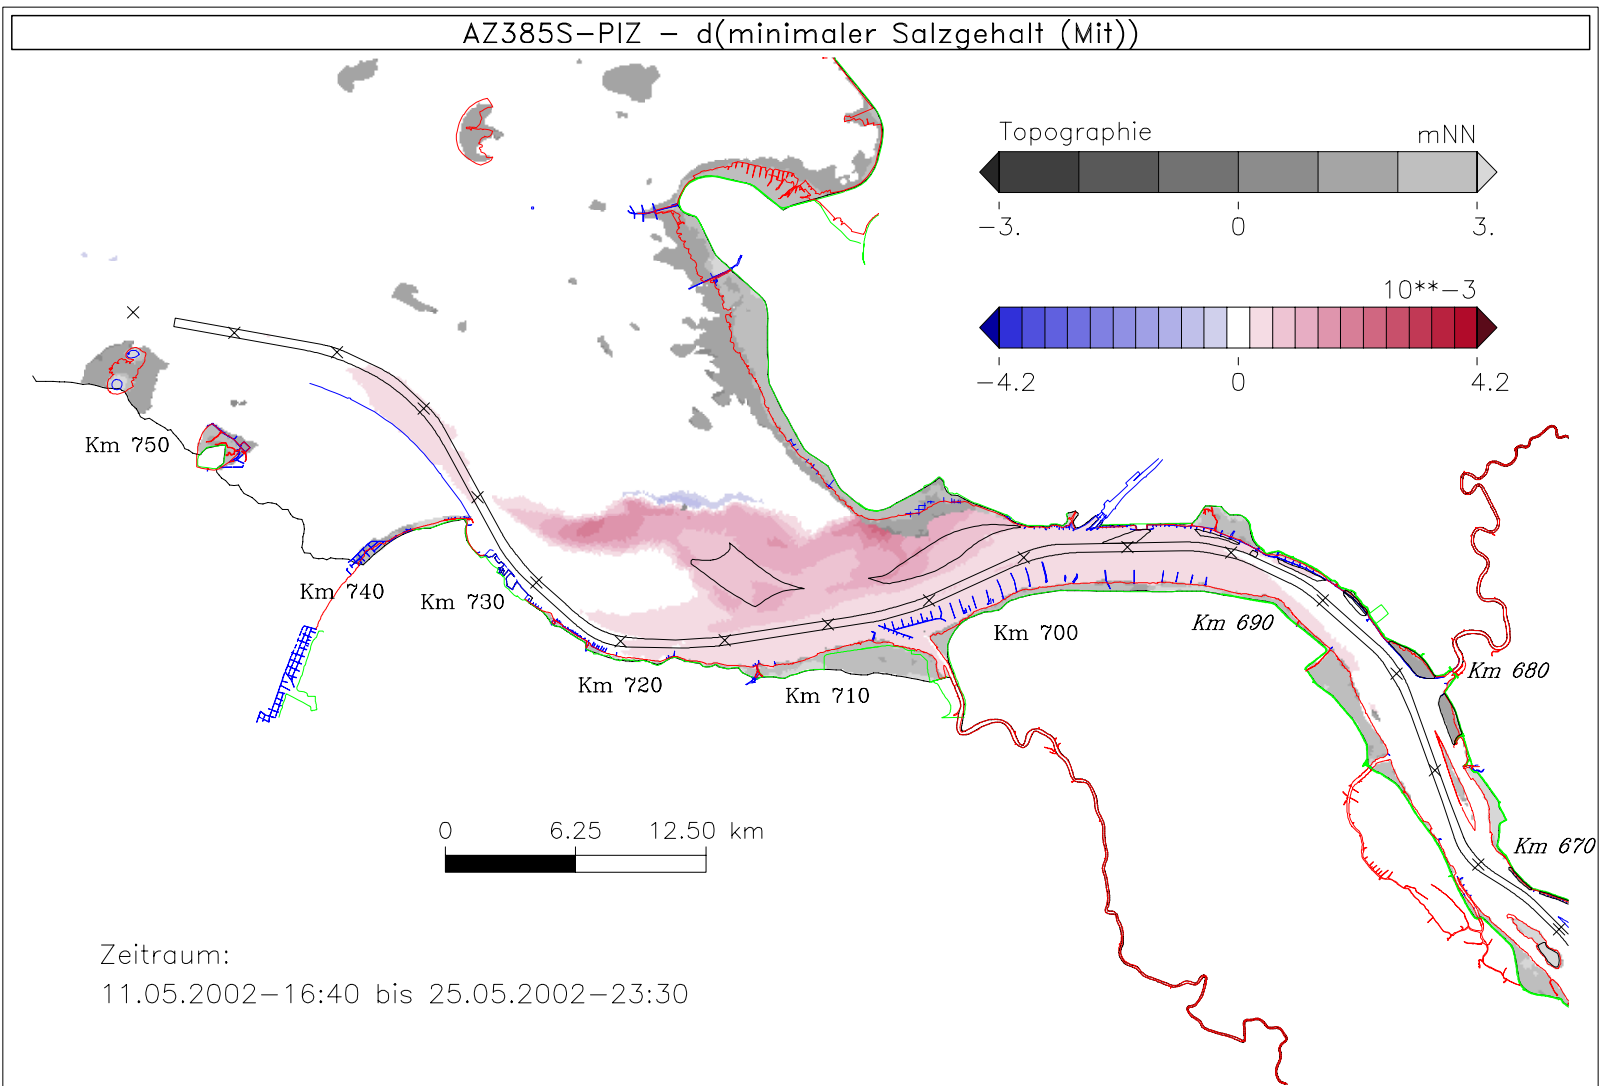 AZ385S-PIZ - d(minimaler Salzgehalt (Mit))
Topographie mNN
-3. 0 3.
10**-3
-4.2 0 4.2
Km 750
Km 740
Km 730
Km 720
Km 710
Km 700
Km 690
Km 680
Km 670
0 6.25 12.50 km
Zeitraum:
11.05.2002-16:40 bis 25.05.2002-23:30